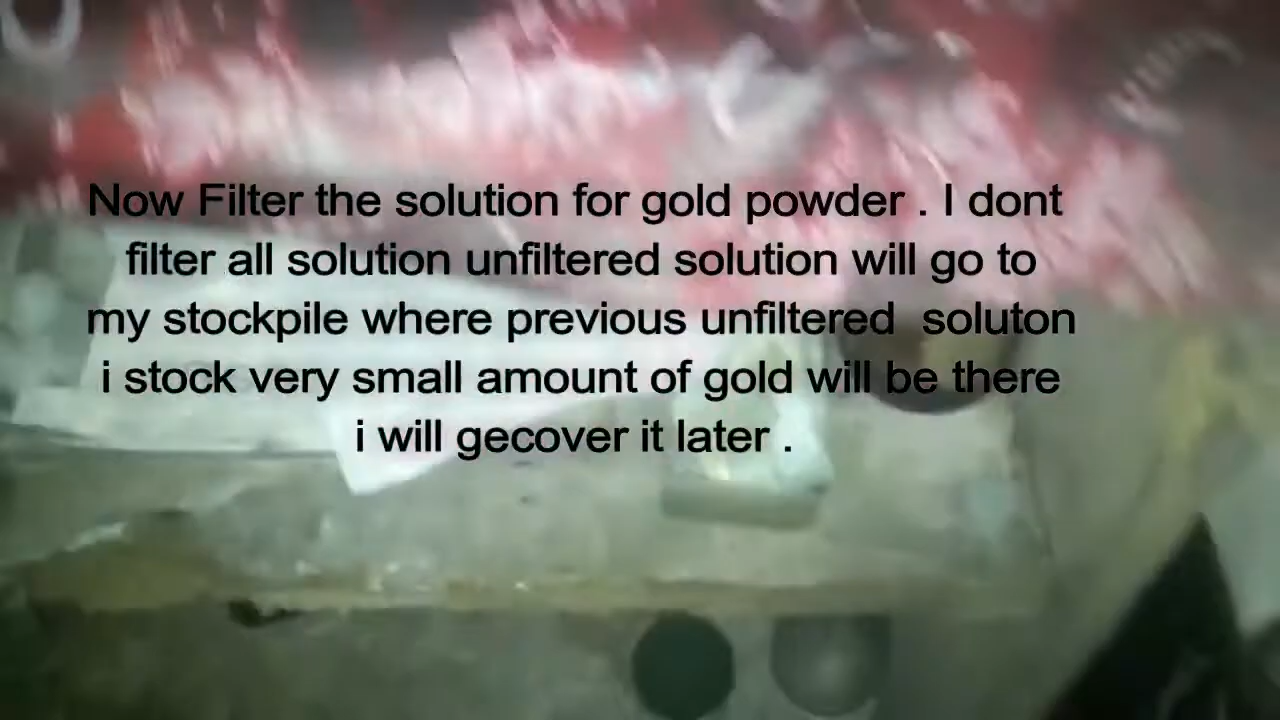 Now Filter the solution for gold powder . I dont
filter all solution unfiltered solution will go to
my stockpile where previous unfiltered  soluton
i stock very small amount of gold will be there
i will gecover it later .